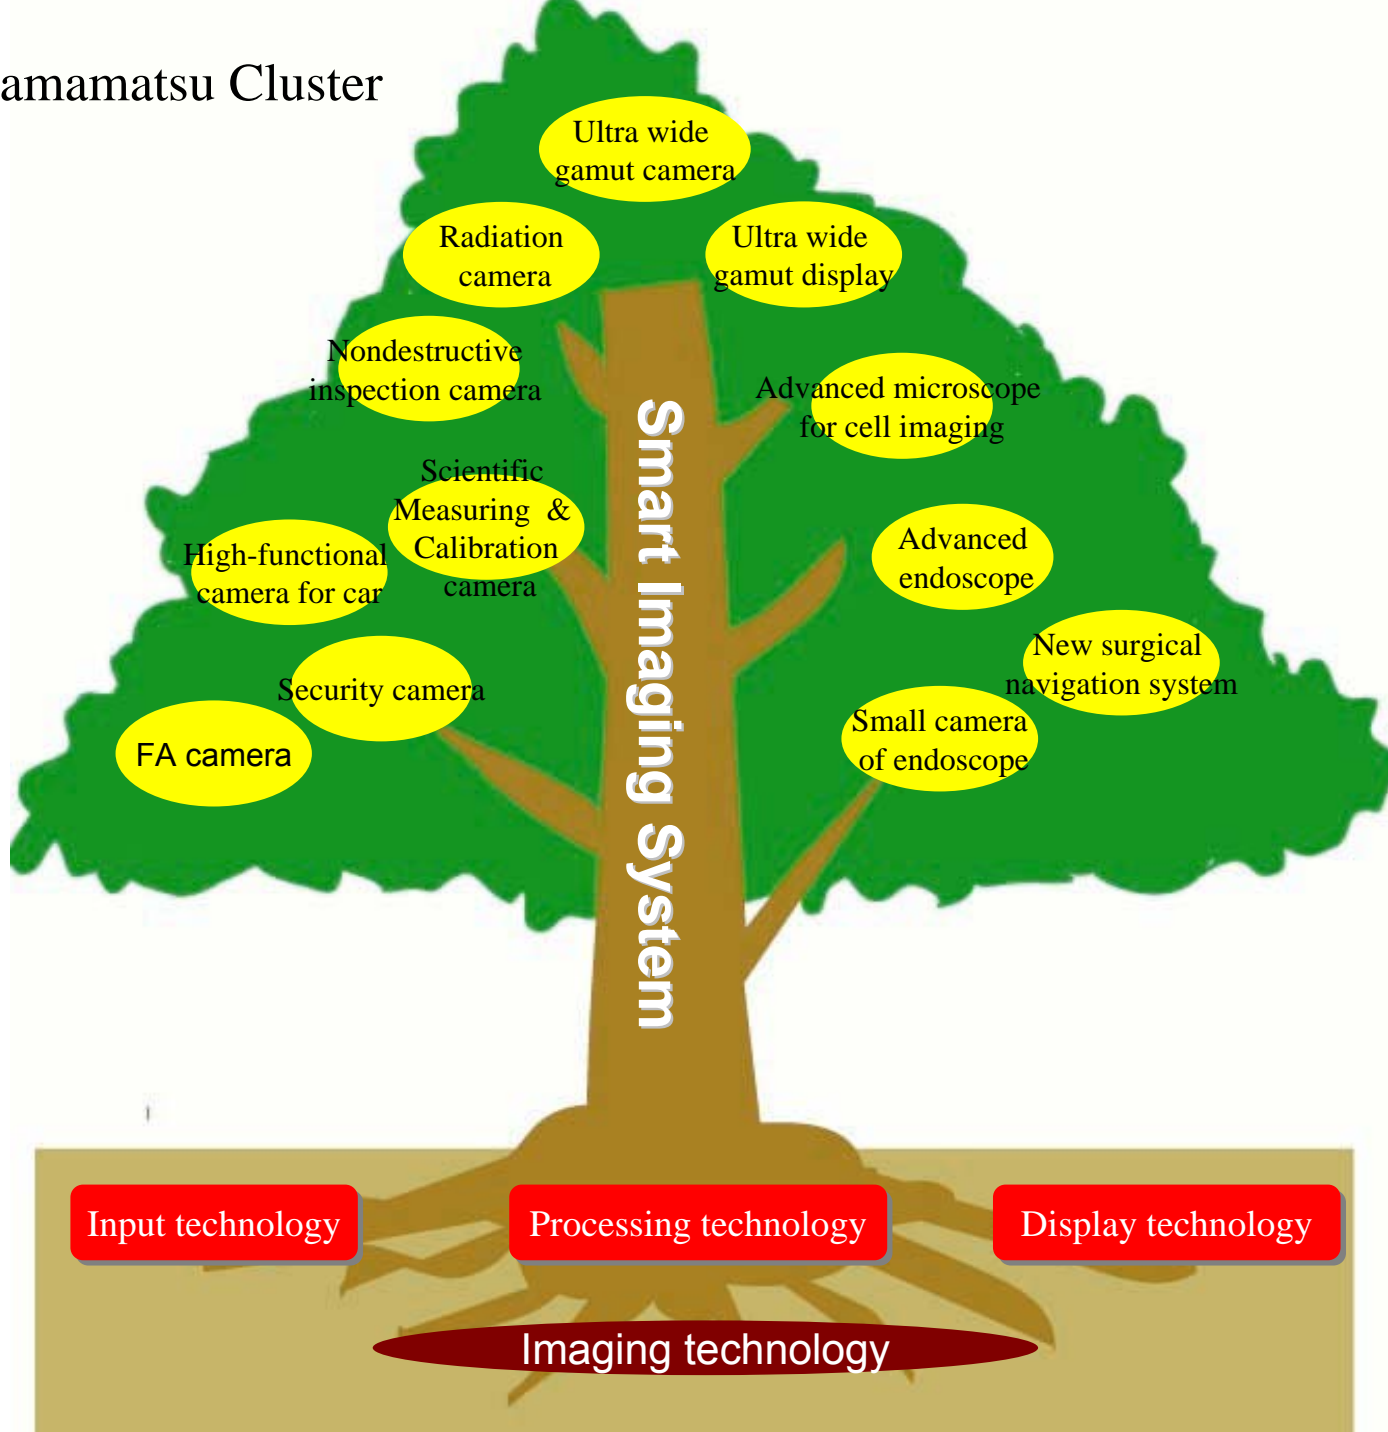 amamatsu Cluster
Ultra wide
gamut camera
Radiation
camera
Ultra wide
gamut display
Nondestructive
inspection camera
Advanced microscope
for cell imaging
Scientific
Measuring &
Calibration
camera
High-functional
camera for car
Advanced
endoscope
New surgical
navigation system
Security camera
Small camera
of endoscope
FA camera
Smart Imaging System
Input technology
Processing technology
Display technology
Imaging technology